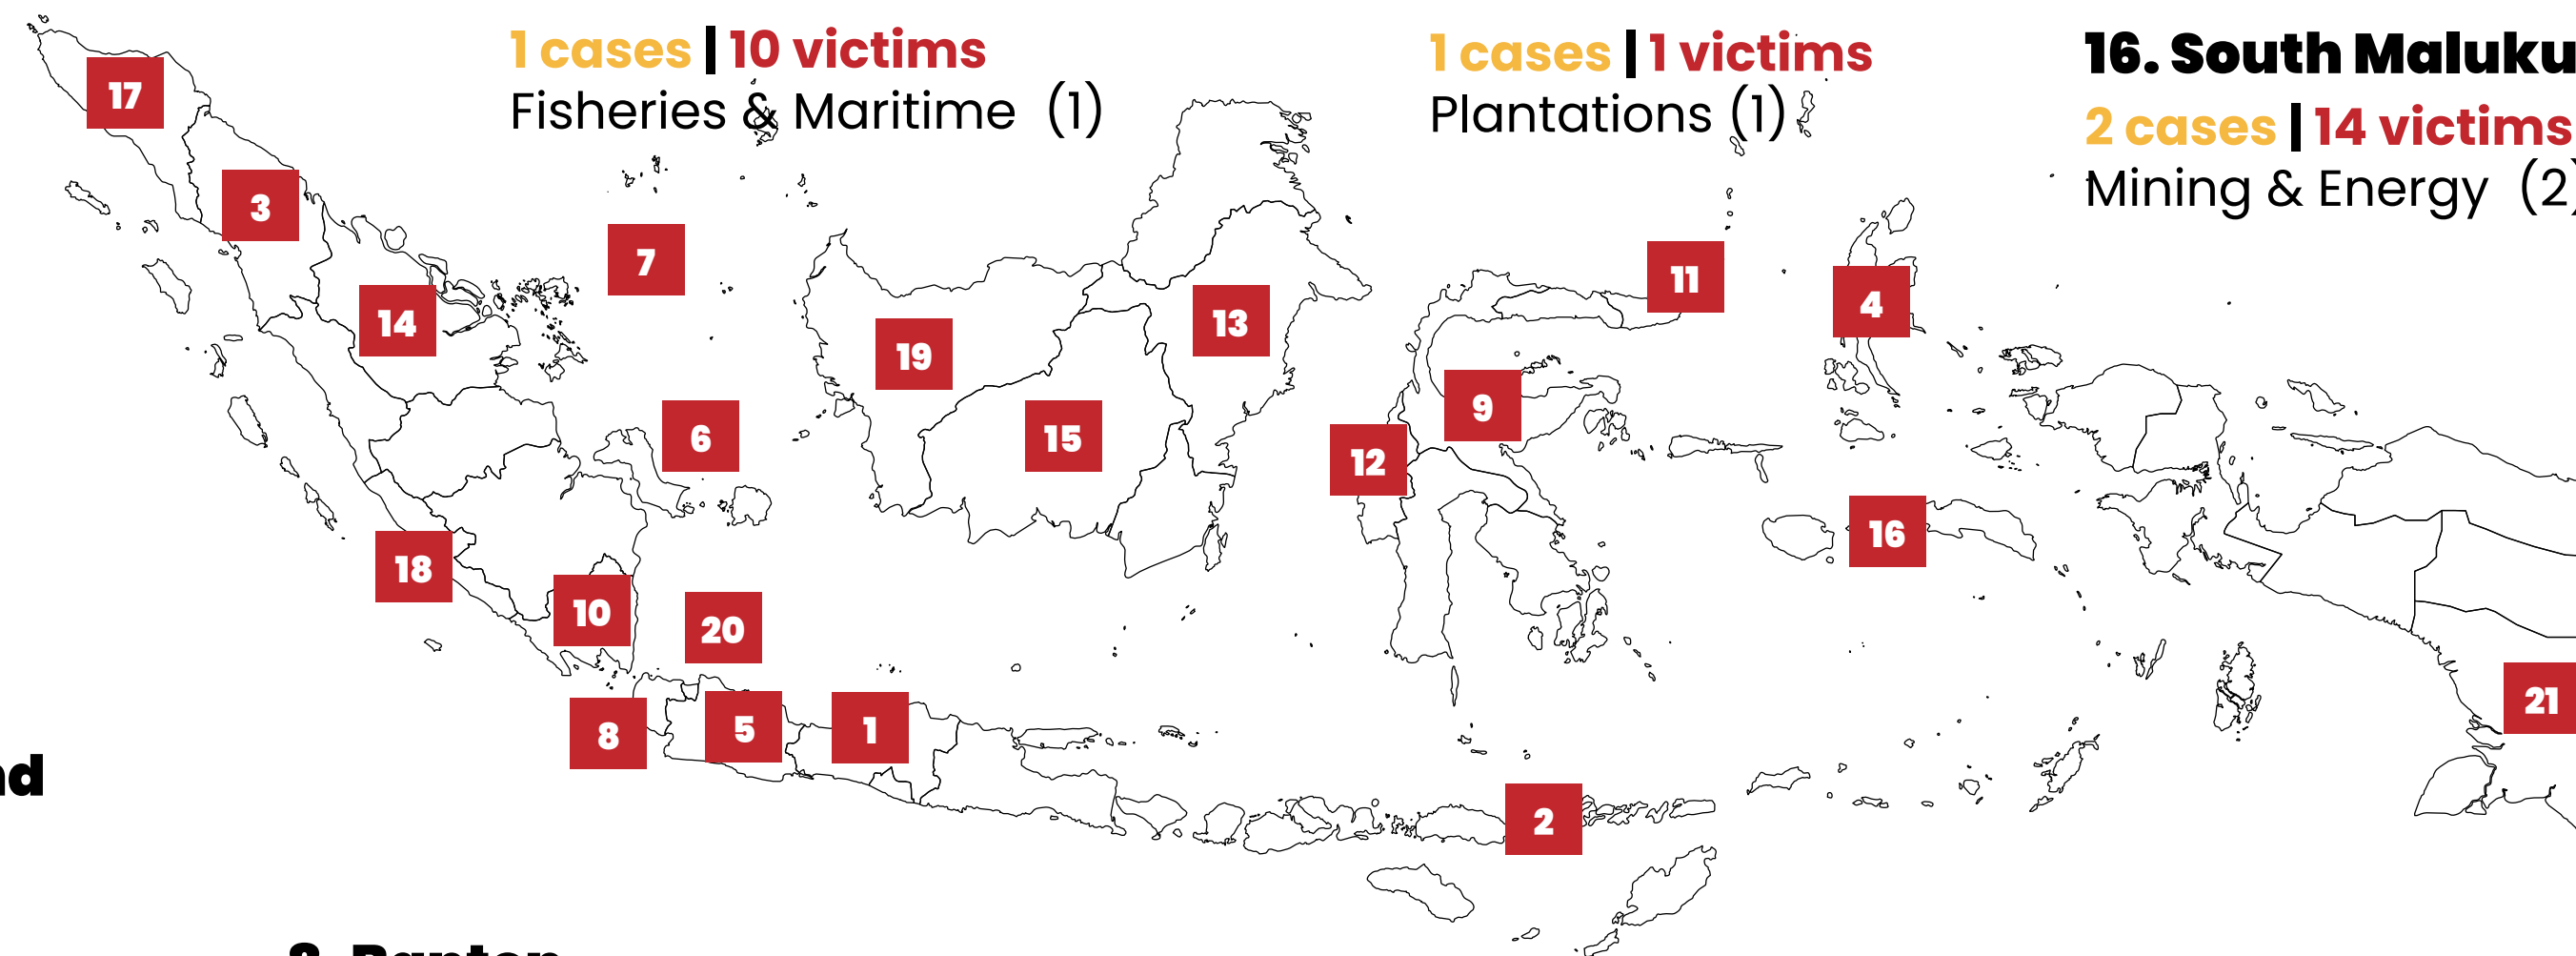 1 cases | 10 victims
Fisheries & Maritime (1)
1 cases | 1 victims
Plantations (1)
16. South Maluku
2 cases | 14 victims
Mining & Energy (2)
17
3
7
14
11
4
13
19
9
6
15
12
16
18
10
20
21
8
5
1
nd
2
8. Banten